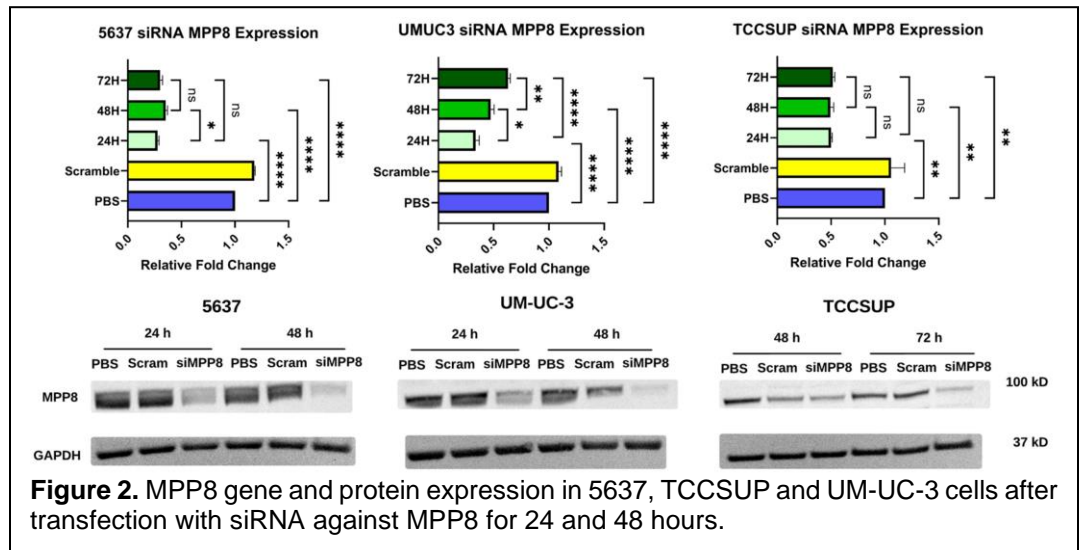 5637 siRNA MPP8 Expression
72H
48H
24H
Scramble
PBS
ns
*
ns
****
****
****
0.0
0.5
1.0
1.5
Relative Fold Change
UMUC3 siRNA MPP8 Expression
72H
48H
24H
Scramble
PBS
**
*
****
****
****
****
0.0
0.5
1.0
1.5
Relative Fold Change
TCCSUP siRNA MPP8 Expression
72H
48H
24H
Scramble
PBS
ns
ns
ns
**
**
**
0.0
0.5
1.0
1.5
Relative Fold Change
5637
24 h 48 h
PBS Scram siMPP8 PBS Scram siMPP8
MPP8
GAPDH
UM-UC-3
24 h 48 h
PBS Scram siMPP8 PBS Scram siMPP8
TCCSUP
48 h 72 h
PBS Scram siMPP8 PBS Scram siMPP8
100 kD
37 kD
Figure 2. MPP8 gene and protein expression in 5637, TCCSUP and UM-UC-3 cells after
transfection with siRNA against MPP8 for 24 and 48 hours.